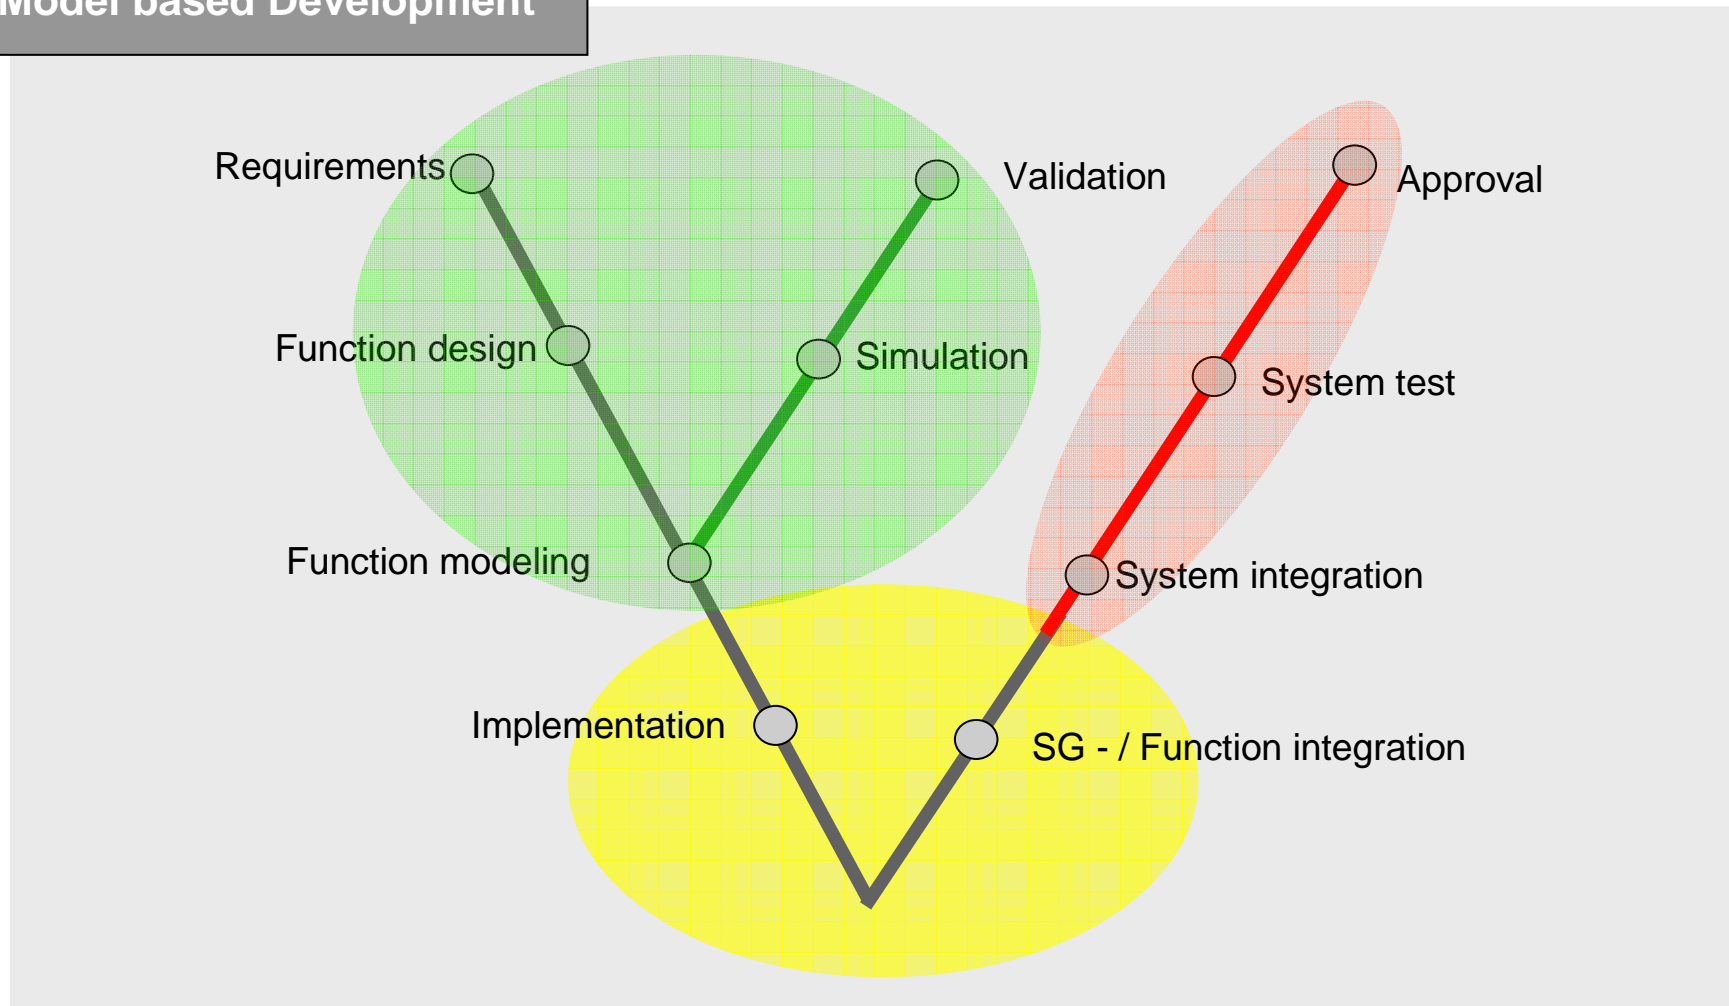 Model based Development
Requirements
Validation
Approval
Function design
Simulation
System test
Function modeling
System integration
Implementation
SG - / Function integration